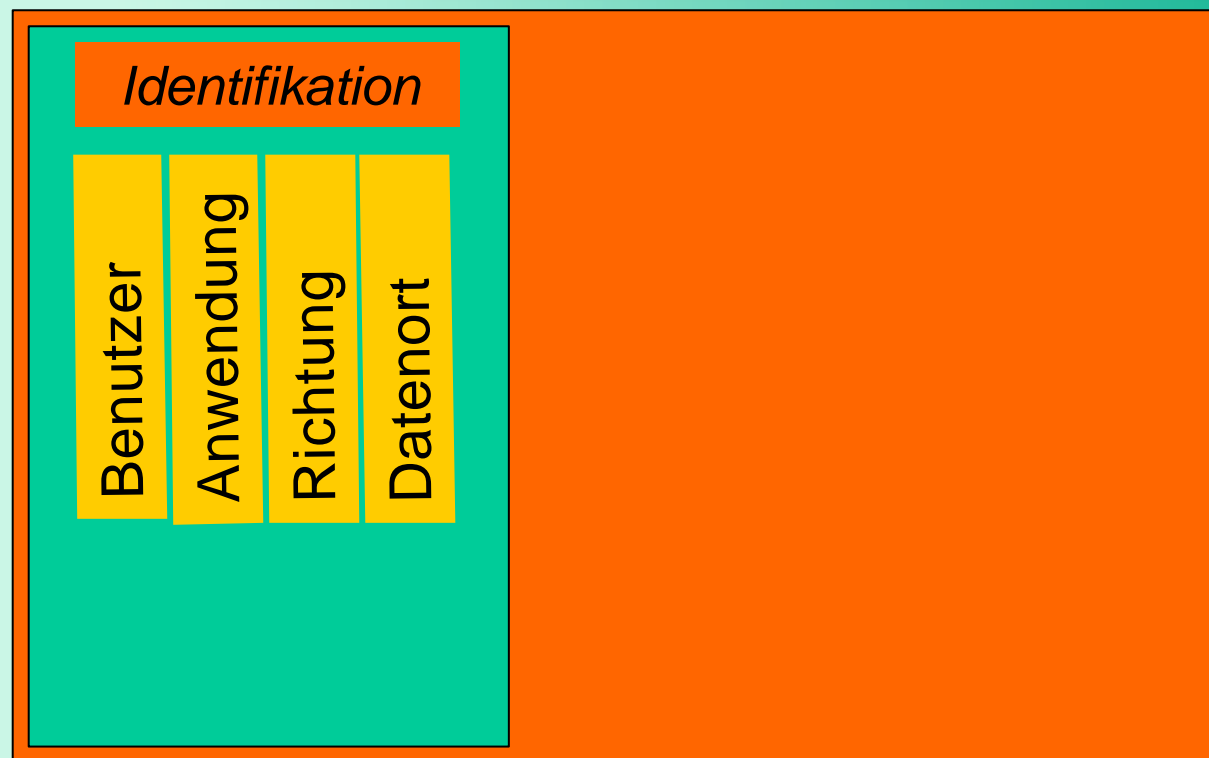 Identifikation
Benutzer
Anwendung
Richtung
Datenort